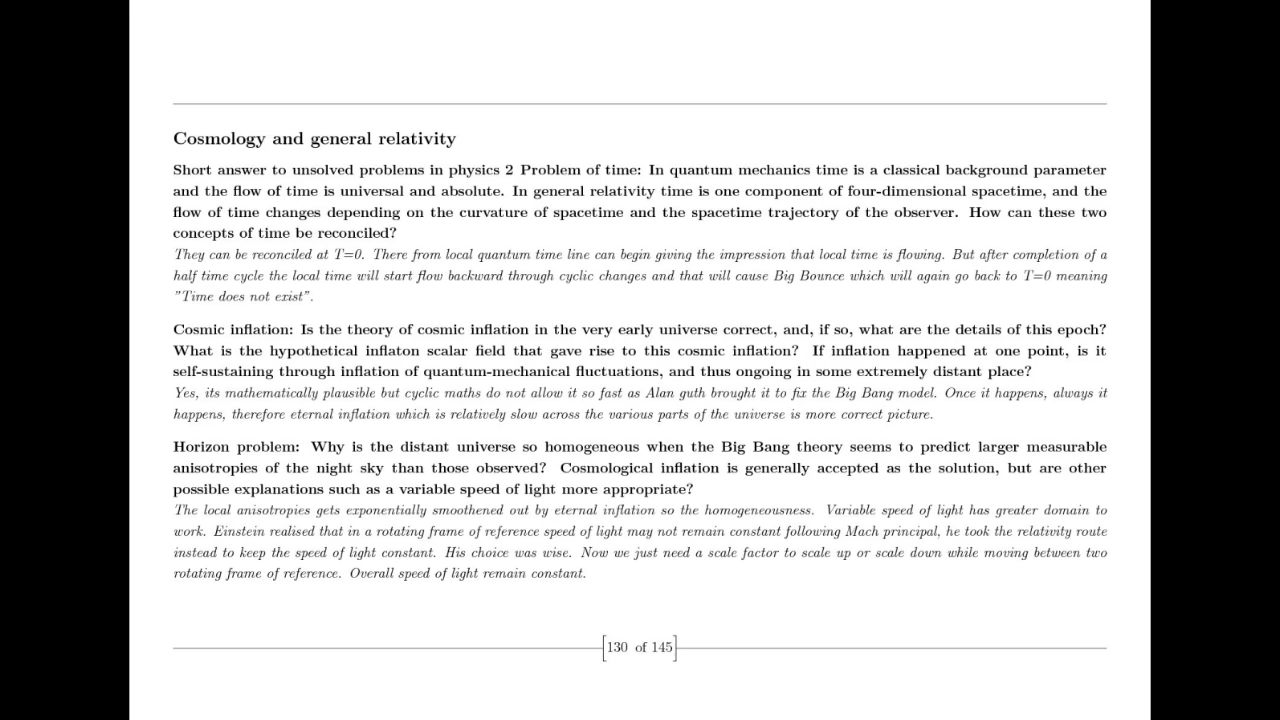 Cosmology and general relativity
Short answer to unsolved problems in physics 2 Problem of time: In quantum mechanics time is a classical background parameter
and the flow of time is universal and absolute. In general relativity time is one component of four-dimensional spacetime, and the
flow of time changes depending on the curvature of spacetime and the spacetime trajectory of the observer. How can these two
concepts of time be reconciled?
They can be reconciled at T=0. There from local quantum time line can begin giving the impression that local time is flowing. But after completion of a
half time cycle the local time will start flow backward through cyclic changes and that will cause Big Bounce which will again go back to T=0 meaning
"Time does not exist".
Cosmic inflation: Is the theory of cosmic inflation in the very early universe correct, and, if so, what are the details of this epoch?
What is the hypothetical inflaton scalar field that gave rise to this cosmic inflation? If inflation happened at one point, is it
self-sustaining through inflation of quantum-mechanical fluctuations, and thus ongoing in some extremely distant place?
Yes, its mathematically plausible but cyclic maths do not allow it so fast as Alan guth brought it to fix the Big Bang model. Once it happens, always it
happens, therefore eternal inflation which is relatively slow across the various parts of the universe is more correct picture.
Horizon problem: Why is the distant universe so homogeneous when the Big Bang theory seems to predict larger measurable
anisotropies of the night sky than those observed? Cosmological inflation is generally accepted as the solution, but are other
possible explanations such as a variable speed of light more appropriate?
The local anisotropies gets exponentially smoothened out by eternal inflation so the homogeneousness. Variable speed of light has greater domain to
work. Einstein realised that in a rotating frame of reference speed of light may not remain constant following Mach principal, he took the relativity route
instead to keep the speed of light constant. His choice was wise. Now we just need a scale factor to scale up or scale down while moving between two
rotating frame of reference. Overall speed of light remain constant.
130 of 145